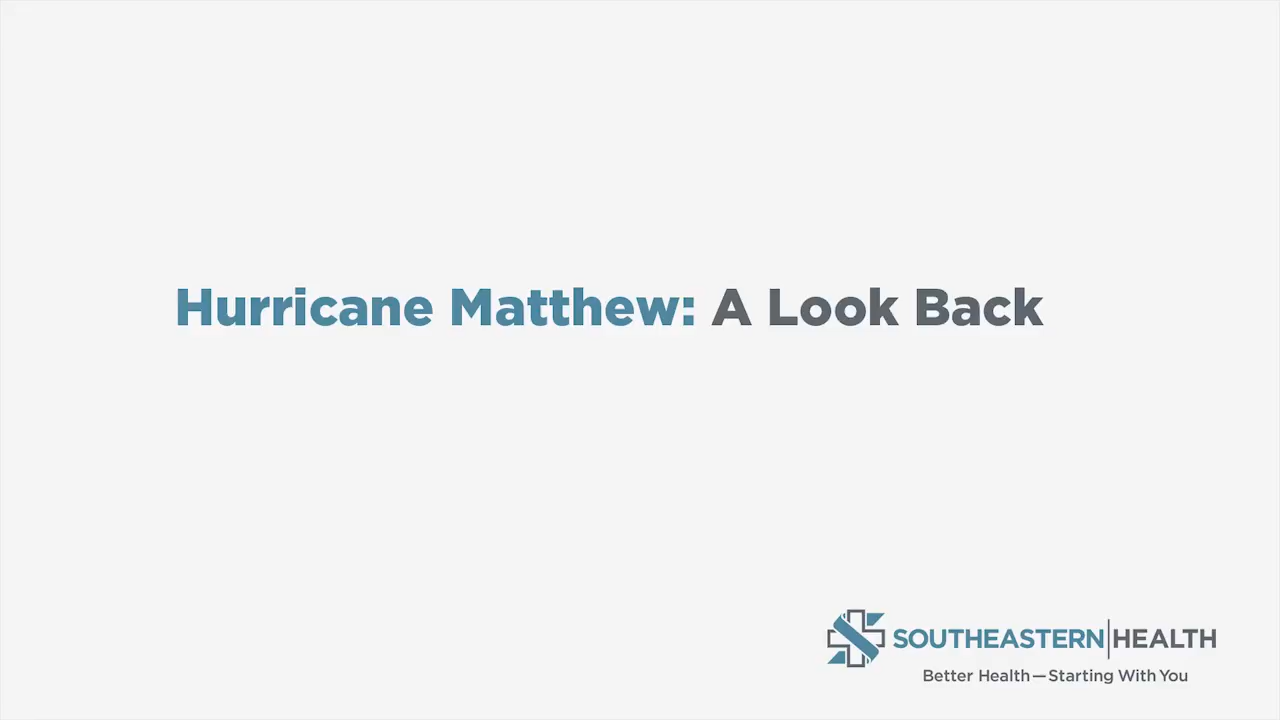 Hurricane Matthew: A Look Back
SOUTHEASTERN|HEALTH
Better Health—Starting With You